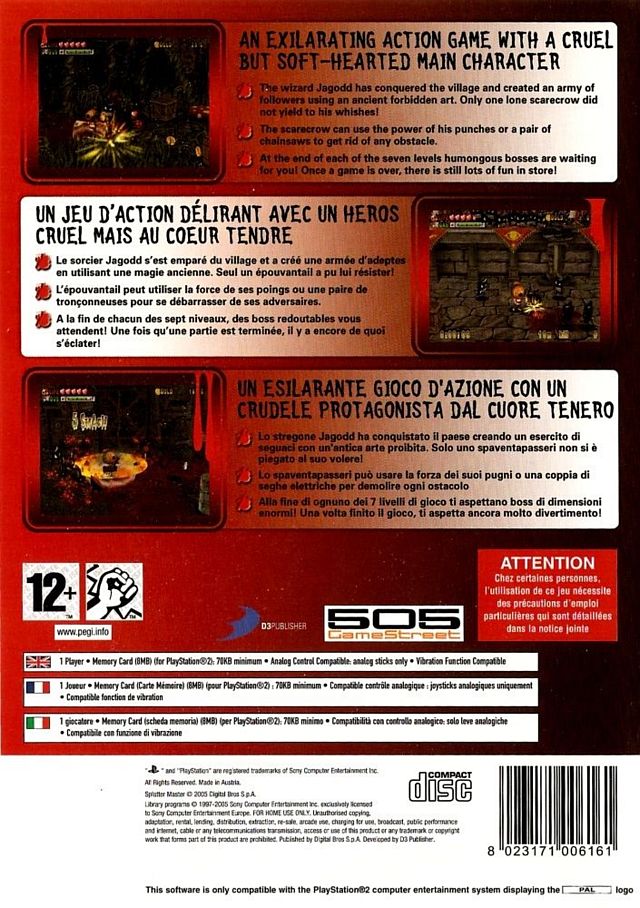 AN EXILARATING ACTION GAME WITH A CRUEL
BUT SOFT-HEARTED MAIN CHARACTER
The wizard Jagodd has conquered the village and created an army of
followers using an ancient forbidden art. Only one lone scarecrow did
not yield to his whishes!
The scarecrow can use the power of his punches or a pair of
chainsaws to get rid of any obstacle.
At the end of each of the seven levels humongous bosses are waiting
for you! Once a game is over, there is still lots of fun in store!
UN JEU D'ACTION DÉLIRANT AVEC UN HEROS
CRUEL MAIS AU COEUR TENDRE
Le sorcier Jagodd s'est emparé du village et a créé une armée d'adeptes
en utilisant une magie ancienne. Seul un épouvantail a pu lui résister!
L'épouvantail peut utiliser la force de ses poings ou une paire de
tronçonneuses pour se débarrasser de ses adversaires.
A la fin de chacun des sept niveaux, des boss redoutables vous
attendent! Une fois qu'une partie est terminée, il y a encore de quoi
s'éclater!
UN ESILARANTE GIOCO D'AZIONE CON UN
CRUDELE PROTAGONISTA DAL CUORE TENERO
Lo stregone Jagodd ha conquistato il paese creando un esercito di
seguaci con un'antica arte proibita. Solo uno spaventapasseri non si è
piegato al suo volere!
Lo spaventapasseri può usare la forza dei suoi pugni o una coppia di
seghe elettriche per demolire ogni ostacolo
Alla fine di ognuno dei 7 livelli di gioco ti aspettano boss di dimensioni
enormi! Una volta finito il gioco, ti aspetta ancora molto divertimento!
12+
™
™
www.pegi.info
D3PUBLISHER
505
GameStreet
ATTENTION
Chez certaines personnes,
l'utilisation de ce jeu nécessite
des précautions d'emploi
particulières qui sont détaillées
dans la notice jointe
1 Player • Memory Card (8MB) (for PlayStation®2): 70KB minimum • Analog Control Compatible: analog sticks only • Vibration Function Compatible
1 Joueur • Memory Card (Carte Mémoire) (8MB) (pour PlayStation®2) : 70KB minimum • Compatible contrôle analogique : joysticks analogiques uniquement
• Compatible fonction de vibration
1 giocatore • Memory Card (scheda memoria) (8MB) (per PlayStation®2): 70KB minimo • Compatibilità con controllo analogico: solo leve analogiche
• Compatibile con funzione di vibrazione
" " and "PlayStation" are registered trademarks of Sony Computer Entertainment Inc.
All Rights Reserved. Made in Austria.
Splatter Master © 2005 Digital Bros S.p.A.
Library programs © 1997-2005 Sony Computer Entertainment Inc. exclusively licensed
to Sony Computer Entertainment Europe. FOR HOME USE ONLY. Unauthorised copying,
adaptation, rental, lending, distribution, extraction, re-sale, arcade use, charging for use, broadcast, public performance
and internet, cable or any telecommunications transmission, access or use of this product or any trademark or copyright
work that forms part of this product are prohibited. Published by Digital Bros S.p.A. Developed by D3 Publisher.
COMPACT
disc
8 023171 006161
This software is only compatible with the PlayStation®2 computer entertainment system displaying the PAL logo